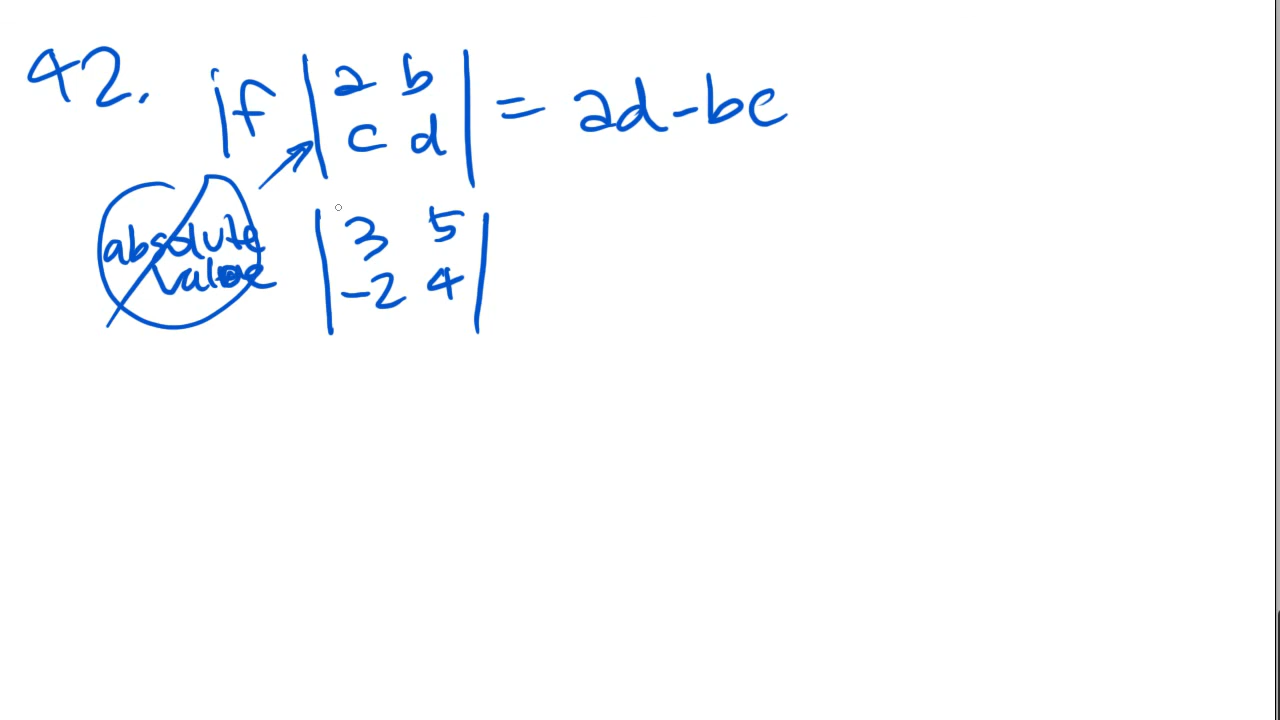 42. if | a b | = ad - bc
| c d |
absolute
value
| 3 5 |
| -2 4 |